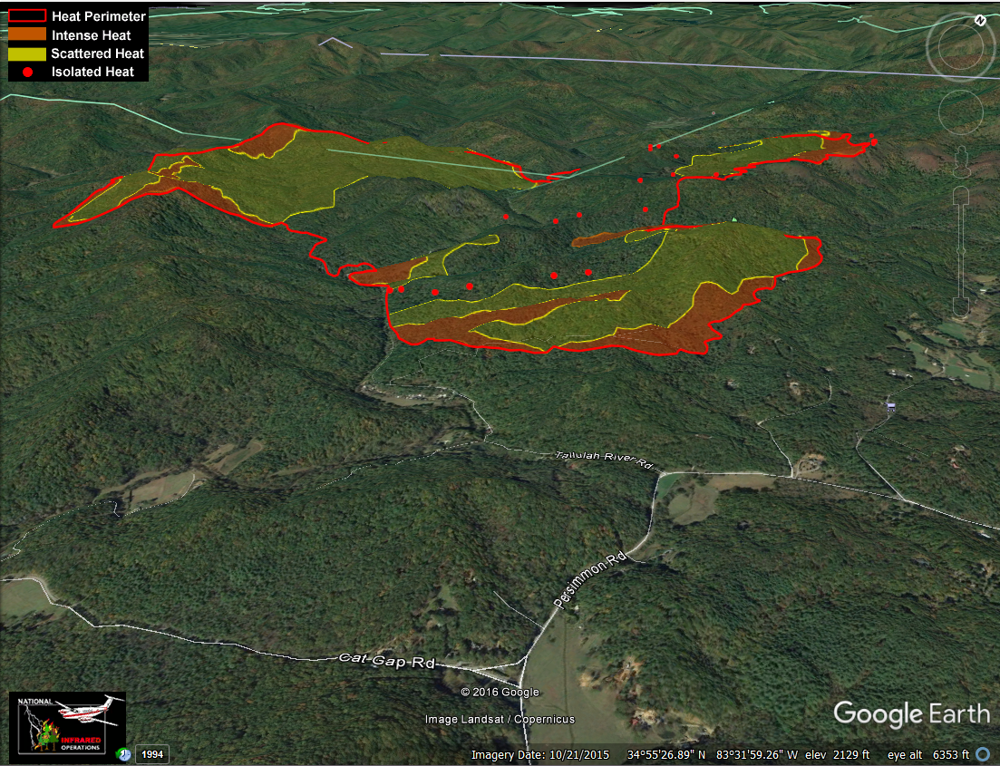 Heat Perimeter
Intense Heat
Scattered Heat
Isolated Heat
N
Tallulah River Rd
Persimmon Rd
Cat Gap Rd
© 2016 Google
Image Landsat / Copernicus
Google Earth
NATIONAL
INFRARED
OPERATIONS
1994
Imagery Date: 10/21/2015 34°55'26.89" N 83°31'59.26" W elev 2129 ft eye alt 6353 ft